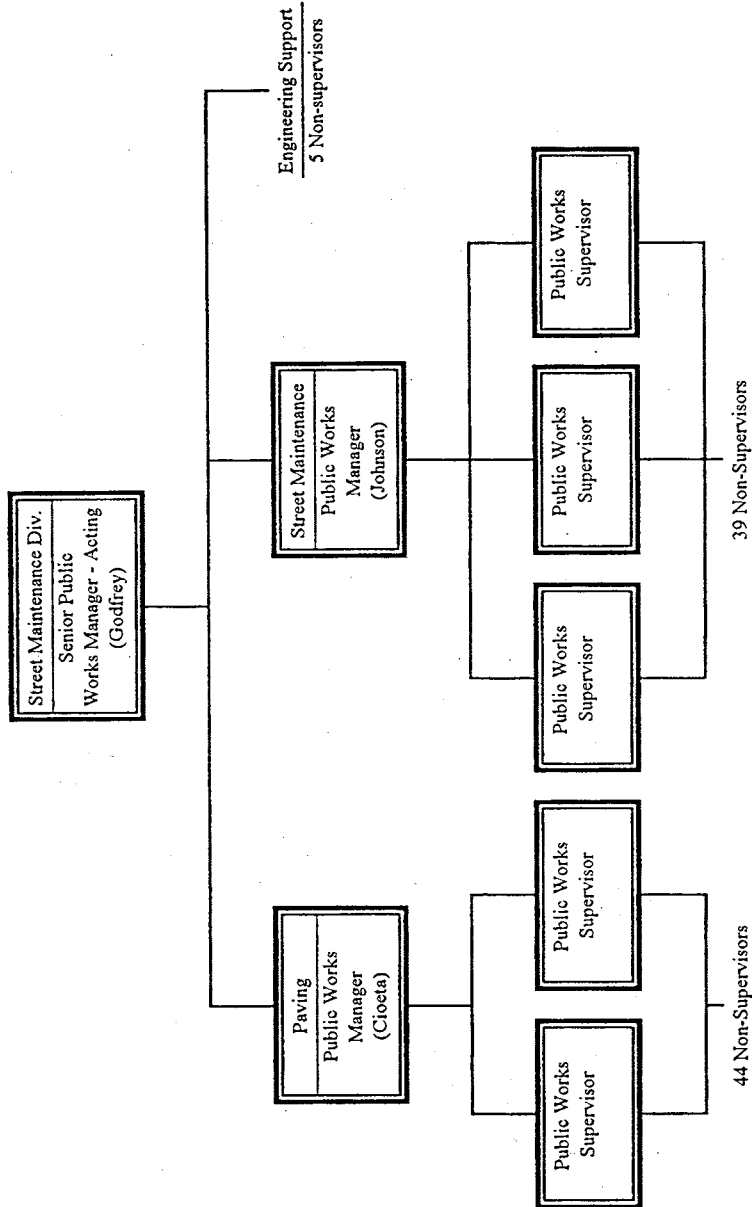 Street Maintenance Div.
Senior Public
Works Manager - Acting
(Godfrey)
Paving
Public Works
Manager
(Cioeta)
Street Maintenance
Public Works
Manager
(Johnson)
Engineering Support
5 Non-supervisors
Public Works
Supervisor
Public Works
Supervisor
Public Works
Supervisor
Public Works
Supervisor
Public Works
Supervisor
44 Non-Supervisors
39 Non-Supervisors